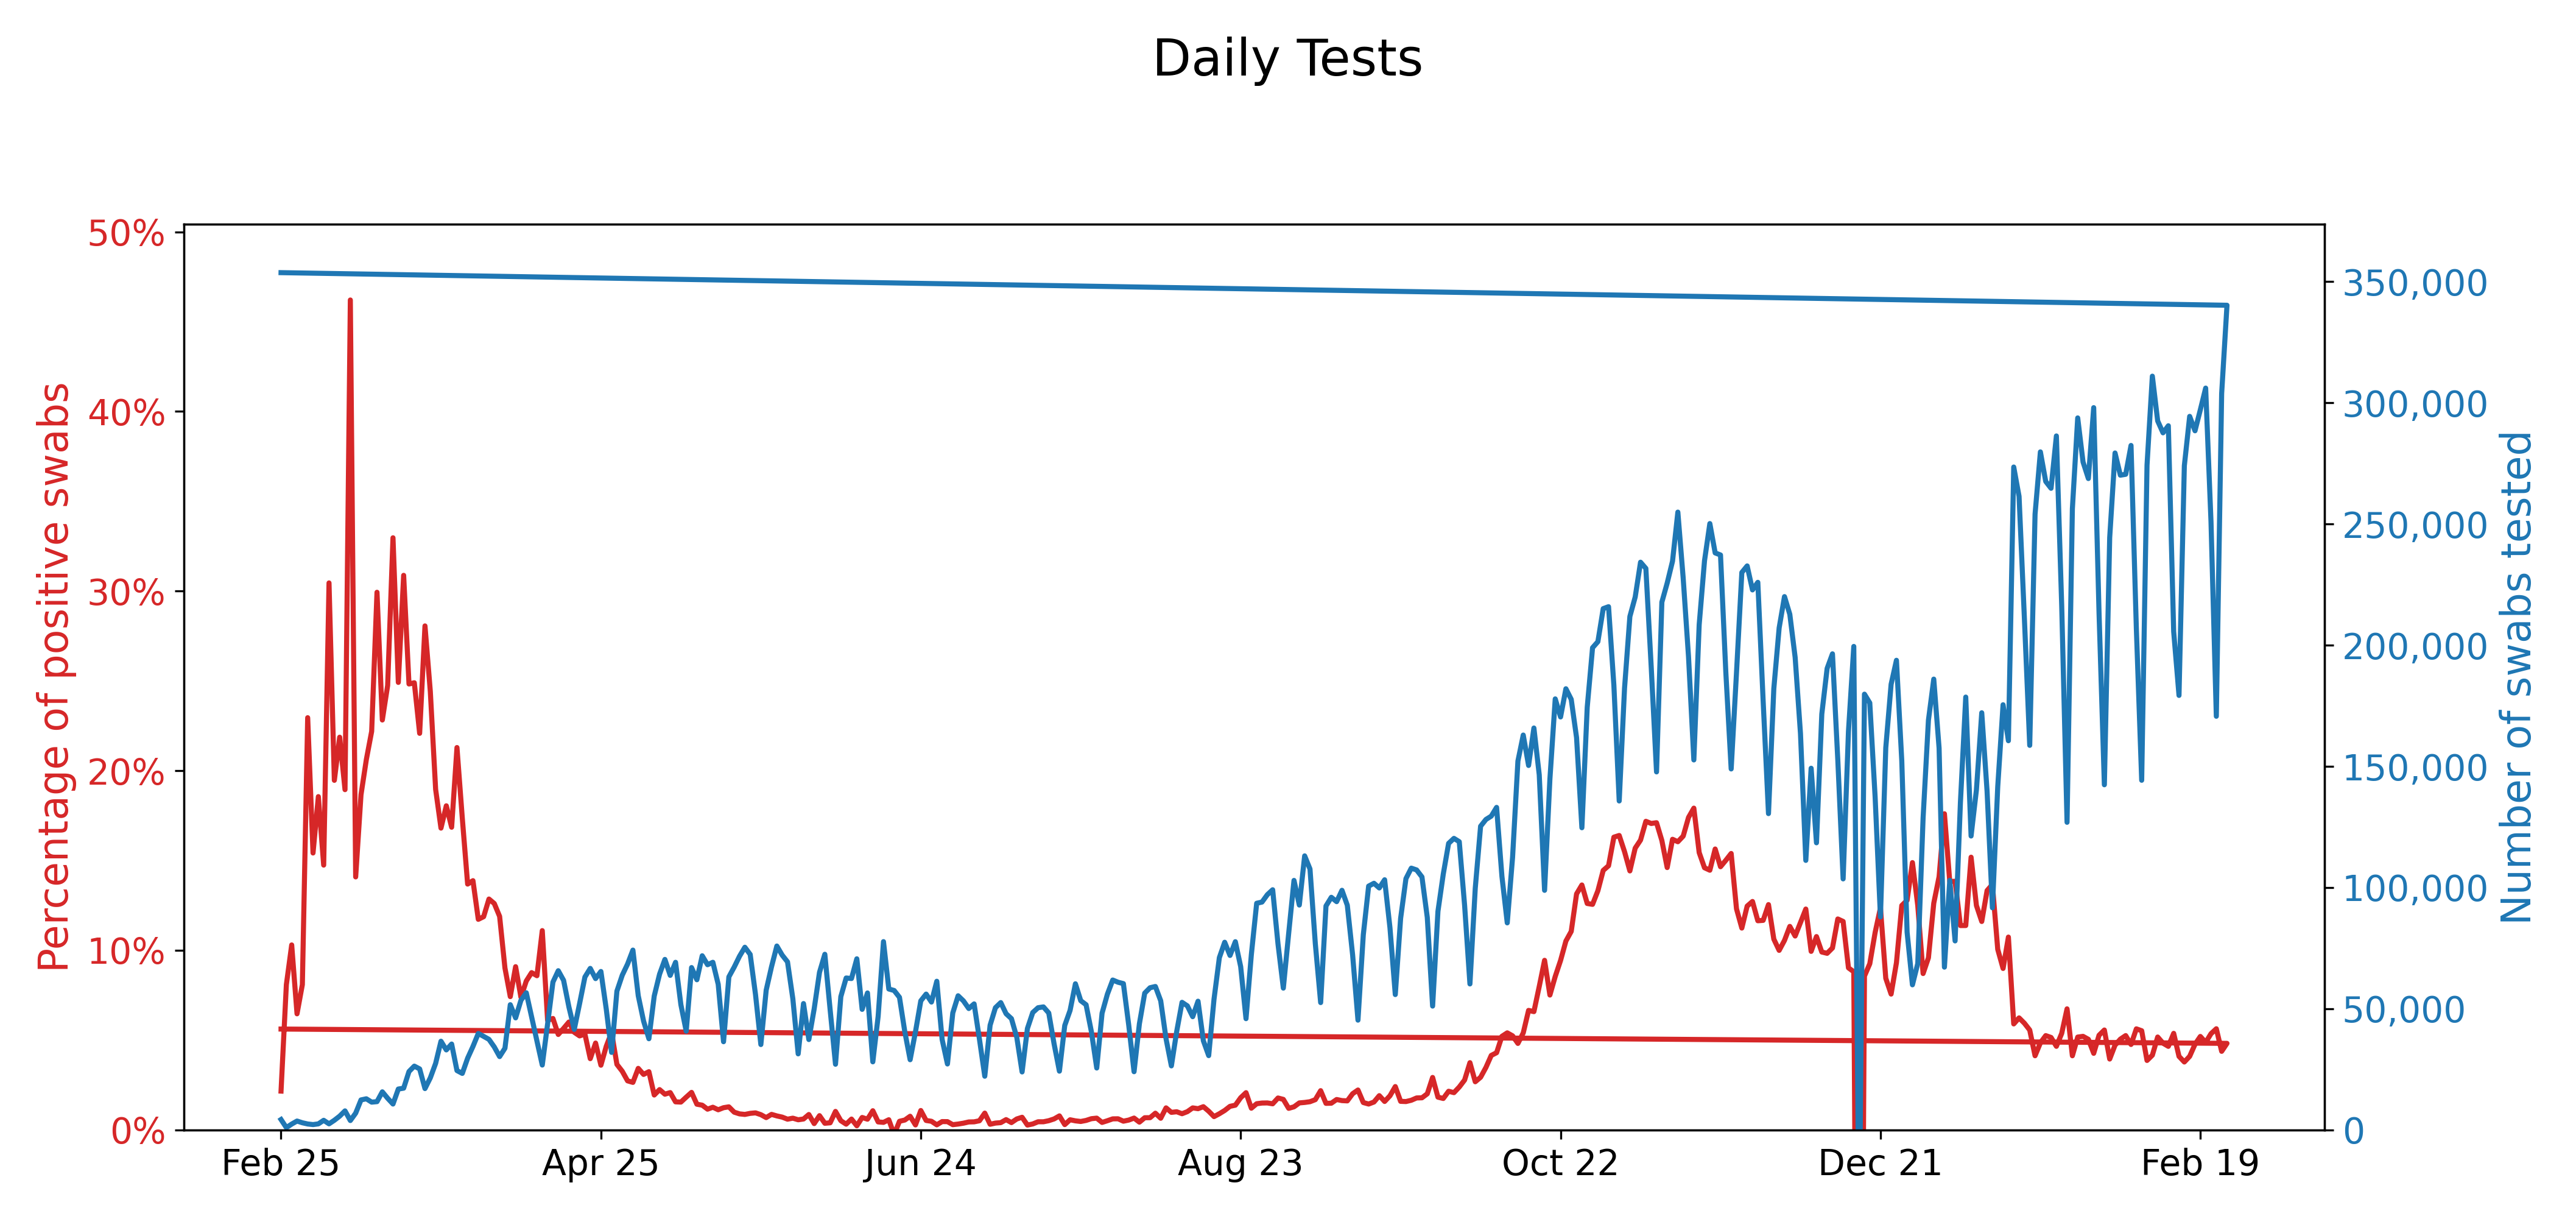 Daily Tests
Percentage of positive swabs
50%
40%
30%
20%
10%
0%
350,000
300,000
250,000
200,000
150,000
100,000
50,000
0
Number of swabs tested
Feb 25
Apr 25
Jun 24
Aug 23
Oct 22
Dec 21
Feb 19